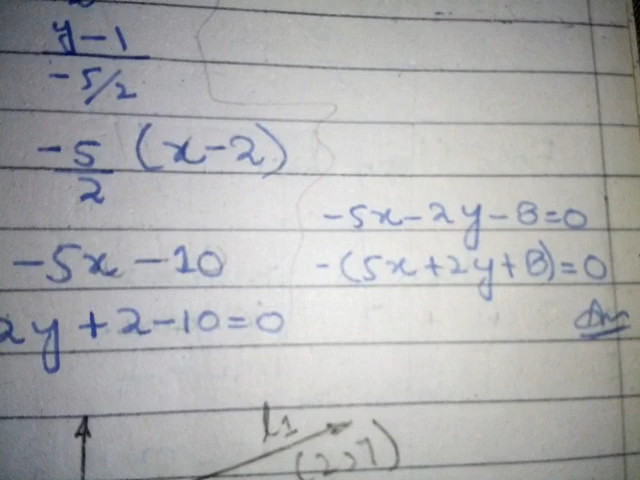 y-1
-5/2
-5/2 (x-2)
-5x-2y-8=0
-5x-10
-(5x+2y+8)=0
2y+2-10=0
Ans
l1
(2,7)